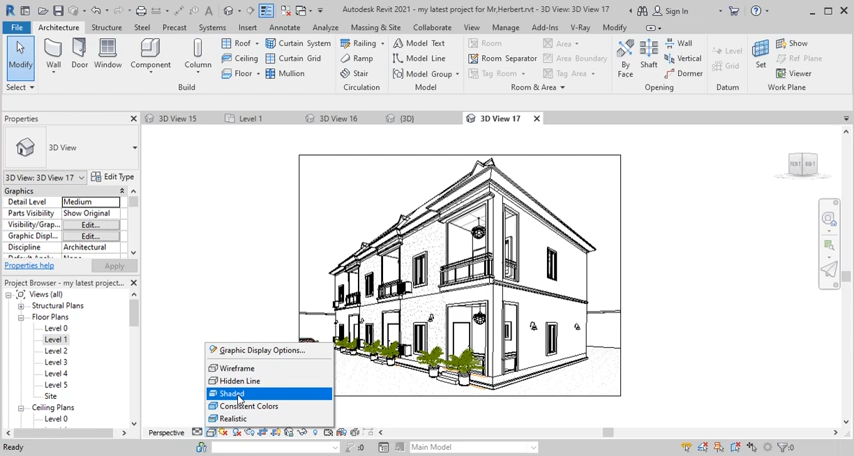 Autodesk Revit 2021 - my latest project for Mr,Herbert.rvt - 3D View: 3D View 17
Sign In
File Architecture Structure Steel Precast Systems Insert Annotate Analyze Massing & Site Collaborate View Manage Add-Ins V-Ray Modify
Modify Wall Door Window Component Column
Roof Curtain System Railing Model Text Room Area
Ceiling Curtain Grid Ramp Model Line Room Separator Area Boundary
Floor Mullion Stair Model Group Tag Room Tag Area
By Face Shaft Wall Vertical Dormer
Level Grid Set Show Ref Plane Viewer
Select Build Circulation Room & Area Opening Datum Work Plane
Properties
3D View 15 Level 1 3D View 16 {3D} 3D View 17
3D View
3D View: 3D View 17 Edit Type
Graphics
Detail Level Medium
Parts Visibility Show Original
Visibility/Grap... Edit...
Graphic Displ... Edit...
Discipline Architectural
Properties help Apply
Project Browser - my latest project...
Views (all)
Structural Plans
Floor Plans
Level 0
Level 1
Level 2
Level 3
Level 4
Level 5
Site
Ceiling Plans
Level 0
Graphic Display Options...
Wireframe
Hidden Line
Shaded
Consistent Colors
Realistic
Perspective
Ready
:0 Main Model :0